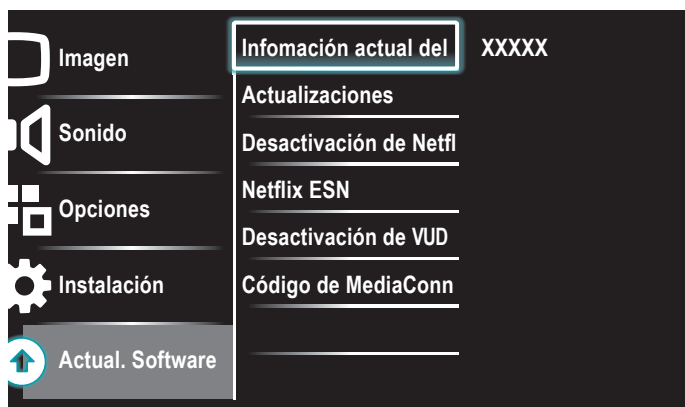 Imagen
Sonido
Opciones
Instalación
Actual. Software
Infomación actual del
XXXXX
Actualizaciones
Desactivación de Netfl
Netflix ESN
Desactivación de VUD
Código de MediaConn